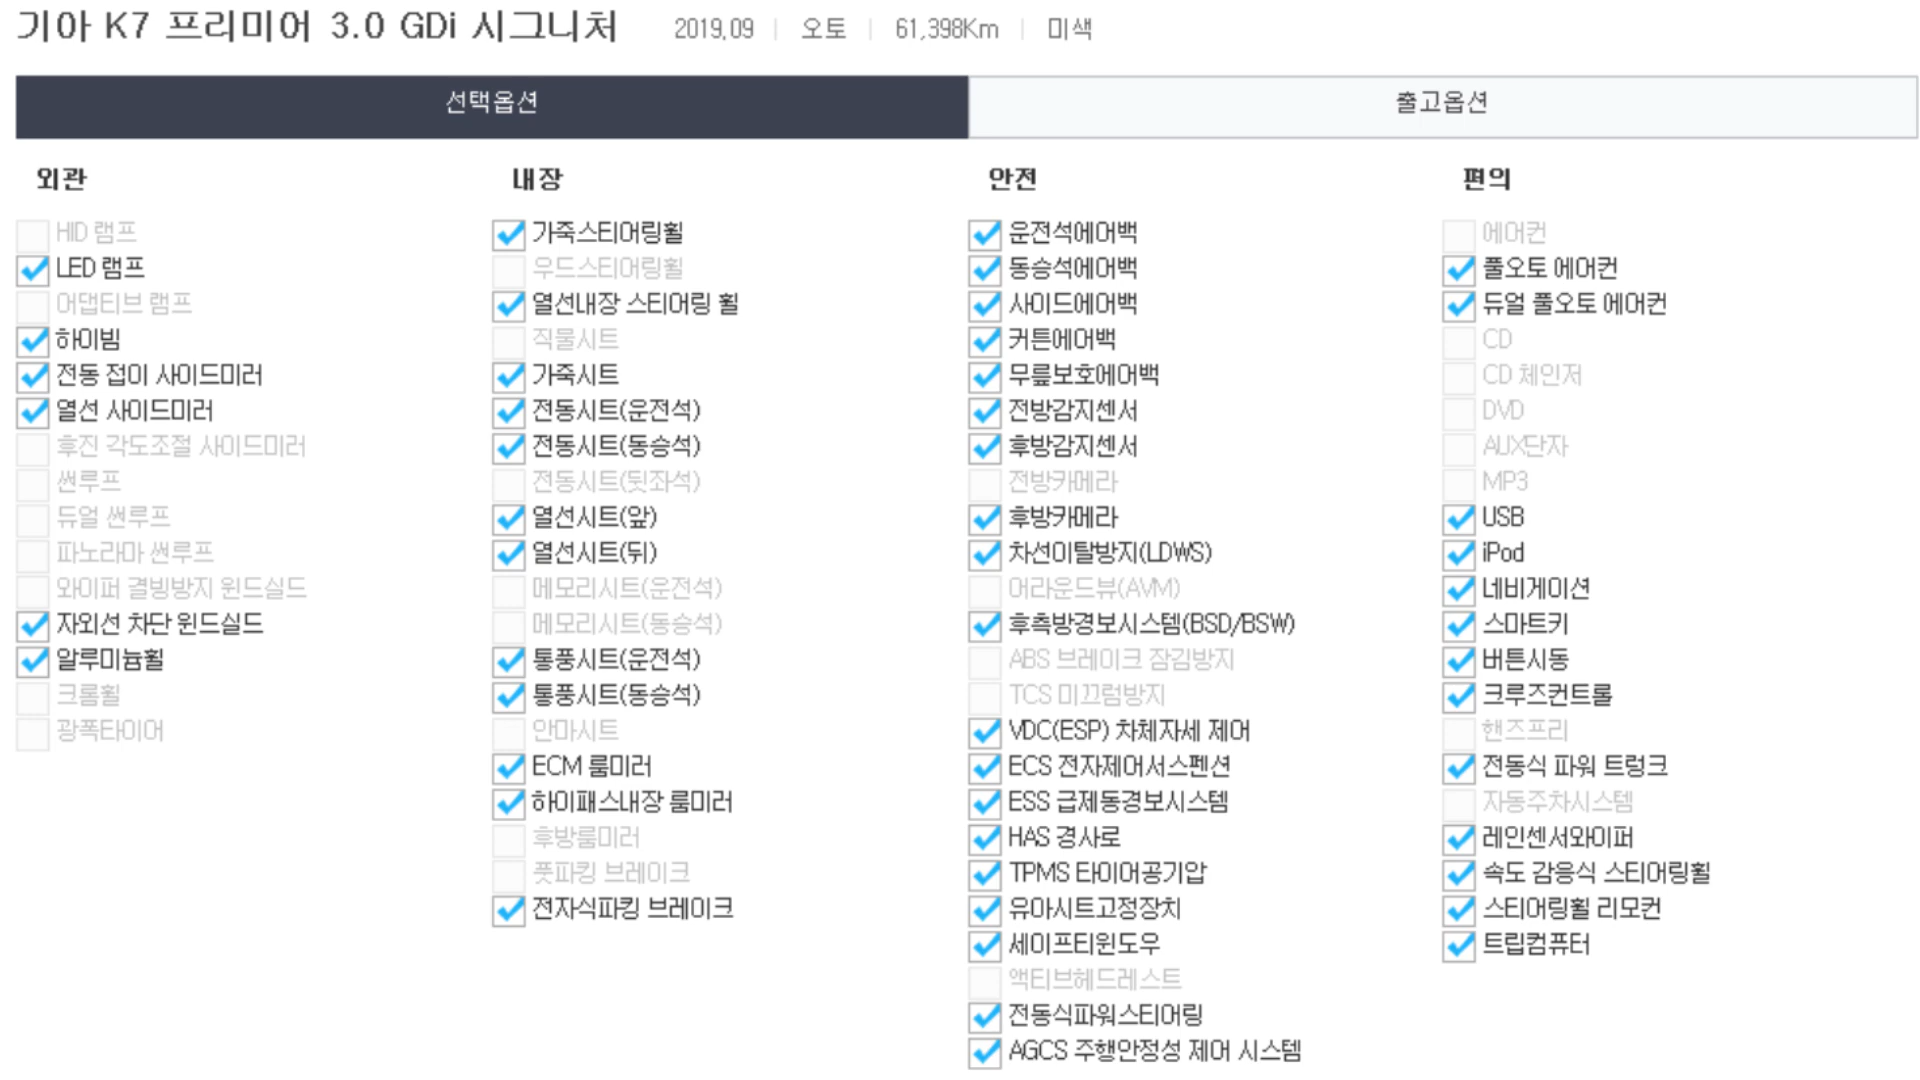 기아 K7 프리미어 3.0 GDi 시그니처 2019,09 오토 61,398Km 미색
선택옵션
출고옵션
외관
HID 램프
LED 램프
어댑티브 램프
하이빔
전동 접이 사이드미러
열선 사이드미러
후진 각도조절 사이드미러
썬루프
듀얼 썬루프
파노라마 썬루프
와이퍼 결빙방지 윈드실드
자외선 차단 윈드실드
알루미늄휠
크롬휠
광폭타이어
내장
가죽스티어링휠
우드스티어링휠
열선내장 스티어링 휠
직물시트
가죽시트
전동시트(운전석)
전동시트(동승석)
전동시트(뒷좌석)
열선시트(앞)
열선시트(뒤)
메모리시트(운전석)
메모리시트(동승석)
통풍시트(운전석)
통풍시트(동승석)
안마시트
ECM 룸미러
하이패스내장 룸미러
후방룸미러
풋파킹 브레이크
전자식파킹 브레이크
안전
운전석에어백
동승석에어백
사이드에어백
커튼에어백
무릎보호에어백
전방감지센서
후방감지센서
전방카메라
후방카메라
차선이탈방지(LDWS)
어라운드뷰(AVM)
후측방경보시스템(BSD/BSW)
ABS 브레이크 잠김방지
TCS 미끄럼방지
VDC(ESP) 차체자세 제어
ECS 전자제어서스펜션
ESS 급제동경보시스템
HAS 경사로
TPMS 타이어공기압
유아시트고정장치
세이프티윈도우
액티브헤드레스트
전동식파워스티어링
AGCS 주행안정성 제어 시스템
편의
에어컨
풀오토 에어컨
듀얼 풀오토 에어컨
CD
CD 체인저
DVD
AUX단자
MP3
USB
iPod
네비게이션
스마트키
버튼시동
크루즈컨트롤
핸즈프리
전동식 파워 트렁크
자동주차시스템
레인센서와이퍼
속도 감응식 스티어링휠
스티어링휠 리모컨
트립컴퓨터